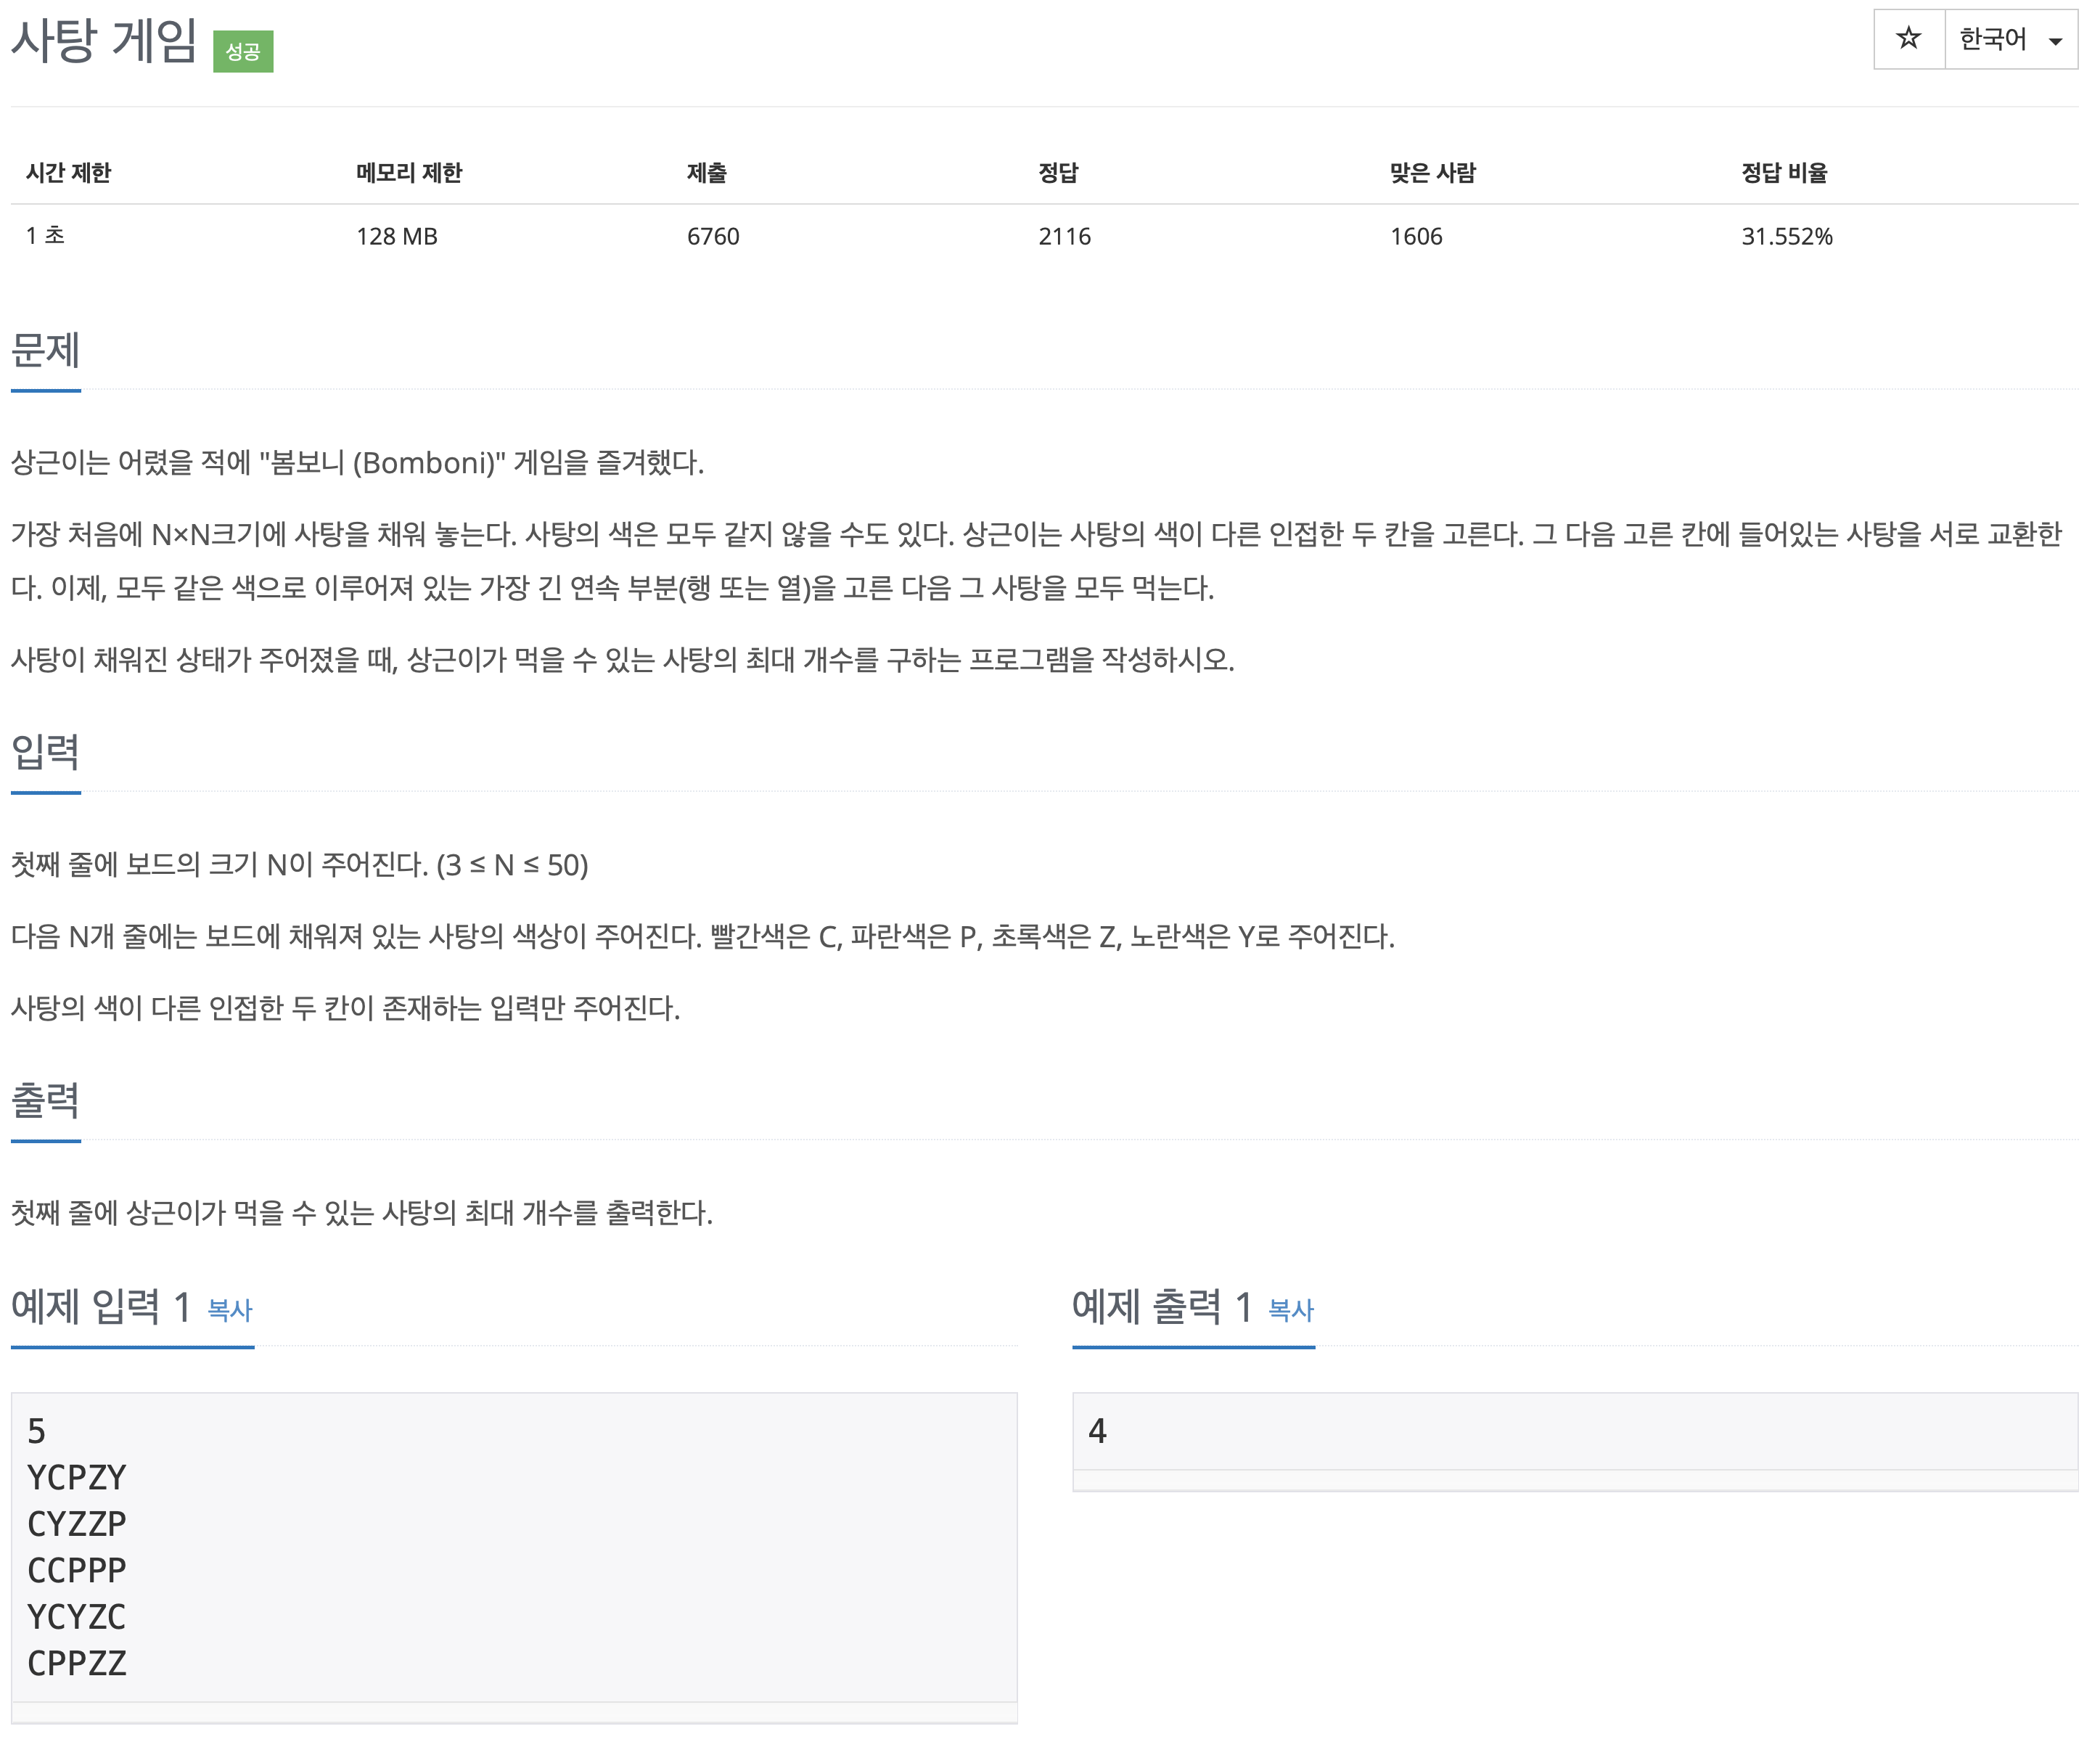 사탕 게임 성공 ☆ 한국어
시간 제한 메모리 제한 제출 정답 맞은 사람 정답 비율
1 초 128 MB 6760 2116 1606 31.552%
문제
상근이는 어렸을 적에 "봄보니 (Bomboni)" 게임을 즐겨했다.
가장 처음에 N×N크기에 사탕을 채워 놓는다. 사탕의 색은 모두 같지 않을 수도 있다. 상근이는 사탕의 색이 다른 인접한 두 칸을 고른다. 그 다음 고른 칸에 들어있는 사탕을 서로 교환한
다. 이제, 모두 같은 색으로 이루어져 있는 가장 긴 연속 부분(행 또는 열)을 고른 다음 그 사탕을 모두 먹는다.
사탕이 채워진 상태가 주어졌을 때, 상근이가 먹을 수 있는 사탕의 최대 개수를 구하는 프로그램을 작성하시오.
입력
첫째 줄에 보드의 크기 N이 주어진다. (3 ≤ N ≤ 50)
다음 N개 줄에는 보드에 채워져 있는 사탕의 색상이 주어진다. 빨간색은 C, 파란색은 P, 초록색은 Z, 노란색은 Y로 주어진다.
사탕의 색이 다른 인접한 두 칸이 존재하는 입력만 주어진다.
출력
첫째 줄에 상근이가 먹을 수 있는 사탕의 최대 개수를 출력한다.
예제 입력 1 복사
5
YCPZY
CYZZP
CCPPP
YCYZC
CPPZZ
예제 출력 1 복사
4